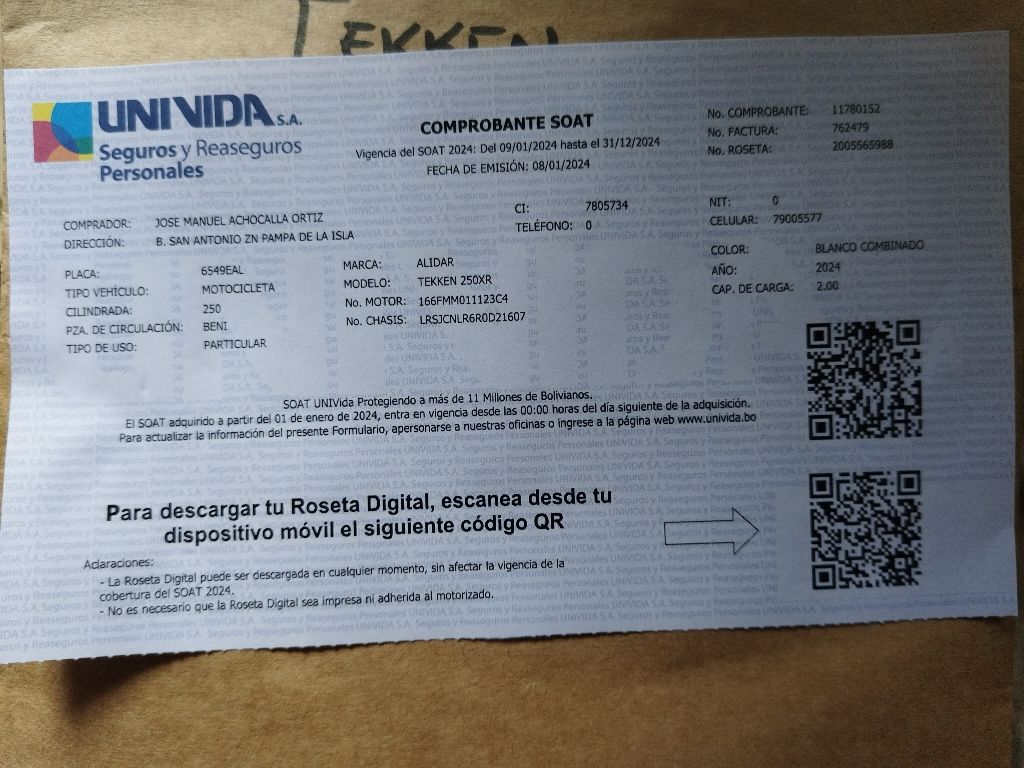 TEKKEN
UNIVIDA S.A.
Seguros y Reaseguros
Personales
COMPROBANTE SOAT
Vigencia del SOAT 2024: Del 09/01/2024 hasta el 31/12/2024
FECHA DE EMISIÓN: 08/01/2024
No. COMPROBANTE: 11780152
No. FACTURA: 762479
No. ROSETA: 2005565988
COMPRADOR: JOSE MANUEL ACHOCALLA ORTIZ
DIRECCIÓN: B. SAN ANTONIO ZN PAMPA DE LA ISLA
CI: 7805734
TELÉFONO: 0
NIT: 0
CELULAR: 79005577
PLACA: 6549EAL
TIPO VEHÍCULO: MOTOCICLETA
CILINDRADA: 250
PZA. DE CIRCULACIÓN: BENI
TIPO DE USO: PARTICULAR
MARCA: ALIDAR
MODELO: TEKKEN 250XR
No. MOTOR: 166FMM011123C4
No. CHASIS: LRSJCNLR6R0D21607
COLOR: BLANCO COMBINADO
AÑO: 2024
CAP. DE CARGA: 2.00
SOAT UNIVida Protegiendo a más de 11 Millones de Bolivianos.
El SOAT adquirido a partir del 01 de enero de 2024, entra en vigencia desde las 00:00 horas del día siguiente de la adquisición.
Para actualizar la información del presente Formulario, apersonarse a nuestras oficinas o ingrese a la página web www.univida.bo
Para descargar tu Roseta Digital, escanea desde tu
dispositivo móvil el siguiente código QR
Aclaraciones:
- La Roseta Digital puede ser descargada en cualquier momento, sin afectar la vigencia de la
cobertura del SOAT 2024.
- No es necesario que la Roseta Digital sea impresa ni adherida al motorizado.